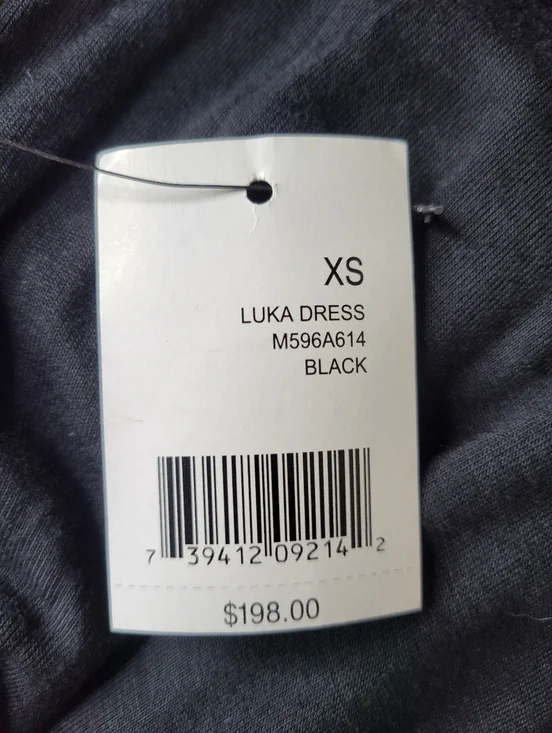 XS
LUKA DRESS
M596A614
BLACK
7 39412 09214 2
$198.00